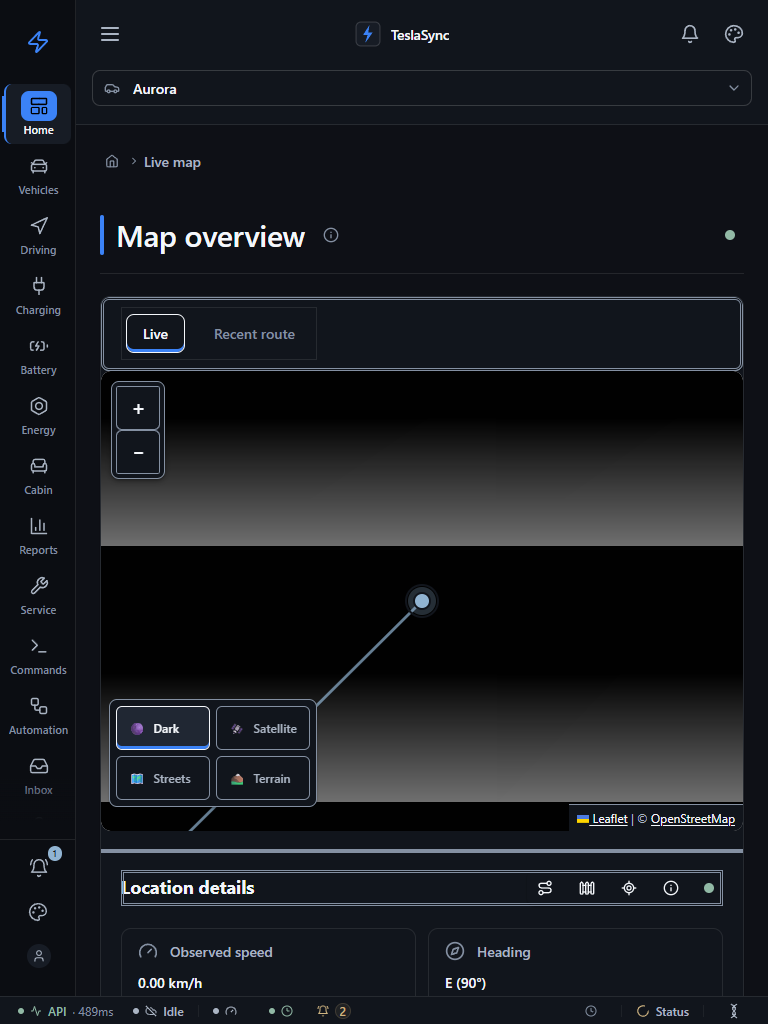 TeslaSync
Aurora
Home
Vehicles
Driving
Charging
Battery
Energy
Cabin
Reports
Service
Commands
Automation
Inbox
1
Live map
Map overview
Live
Recent route
+
−
Dark
Satellite
Streets
Terrain
Leaflet | © OpenStreetMap
Location details
Observed speed
0.00 km/h
Heading
E (90°)
API · 489ms
Idle
2
Status